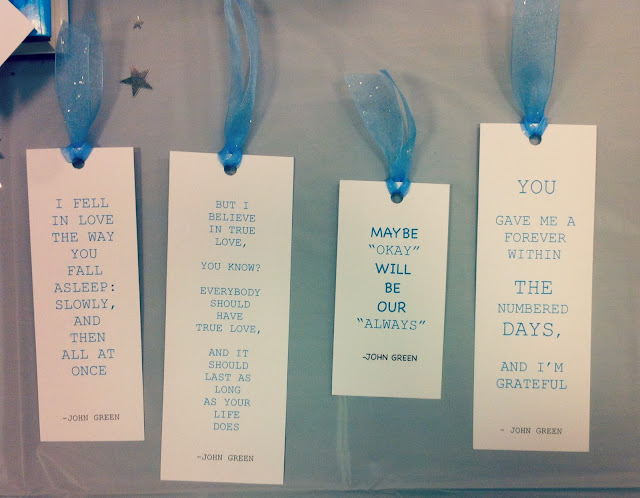 I FELL
IN LOVE
THE WAY
YOU
FALL
ASLEEP:
SLOWLY,
AND
THEN
ALL AT
ONCE
-JOHN GREEN
BUT I
BELIEVE
IN TRUE
LOVE,
YOU KNOW?
EVERYBODY
SHOULD
HAVE
TRUE LOVE,
AND IT
SHOULD
LAST AS
LONG
AS YOUR
LIFE
DOES
-JOHN GREEN
MAYBE
"OKAY"
WILL
BE
OUR
"ALWAYS"
-JOHN GREEN
YOU
GAVE ME A
FOREVER
WITHIN
THE
NUMBERED
DAYS,
AND I'M
GRATEFUL
- JOHN GREEN